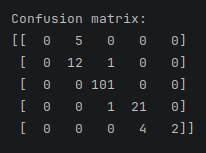 Confusion matrix:
[[  0   5   0   0   0]
 [  0  12   1   0   0]
 [  0   0 101   0   0]
 [  0   0   1  21   0]
 [  0   0   0   4   2]]